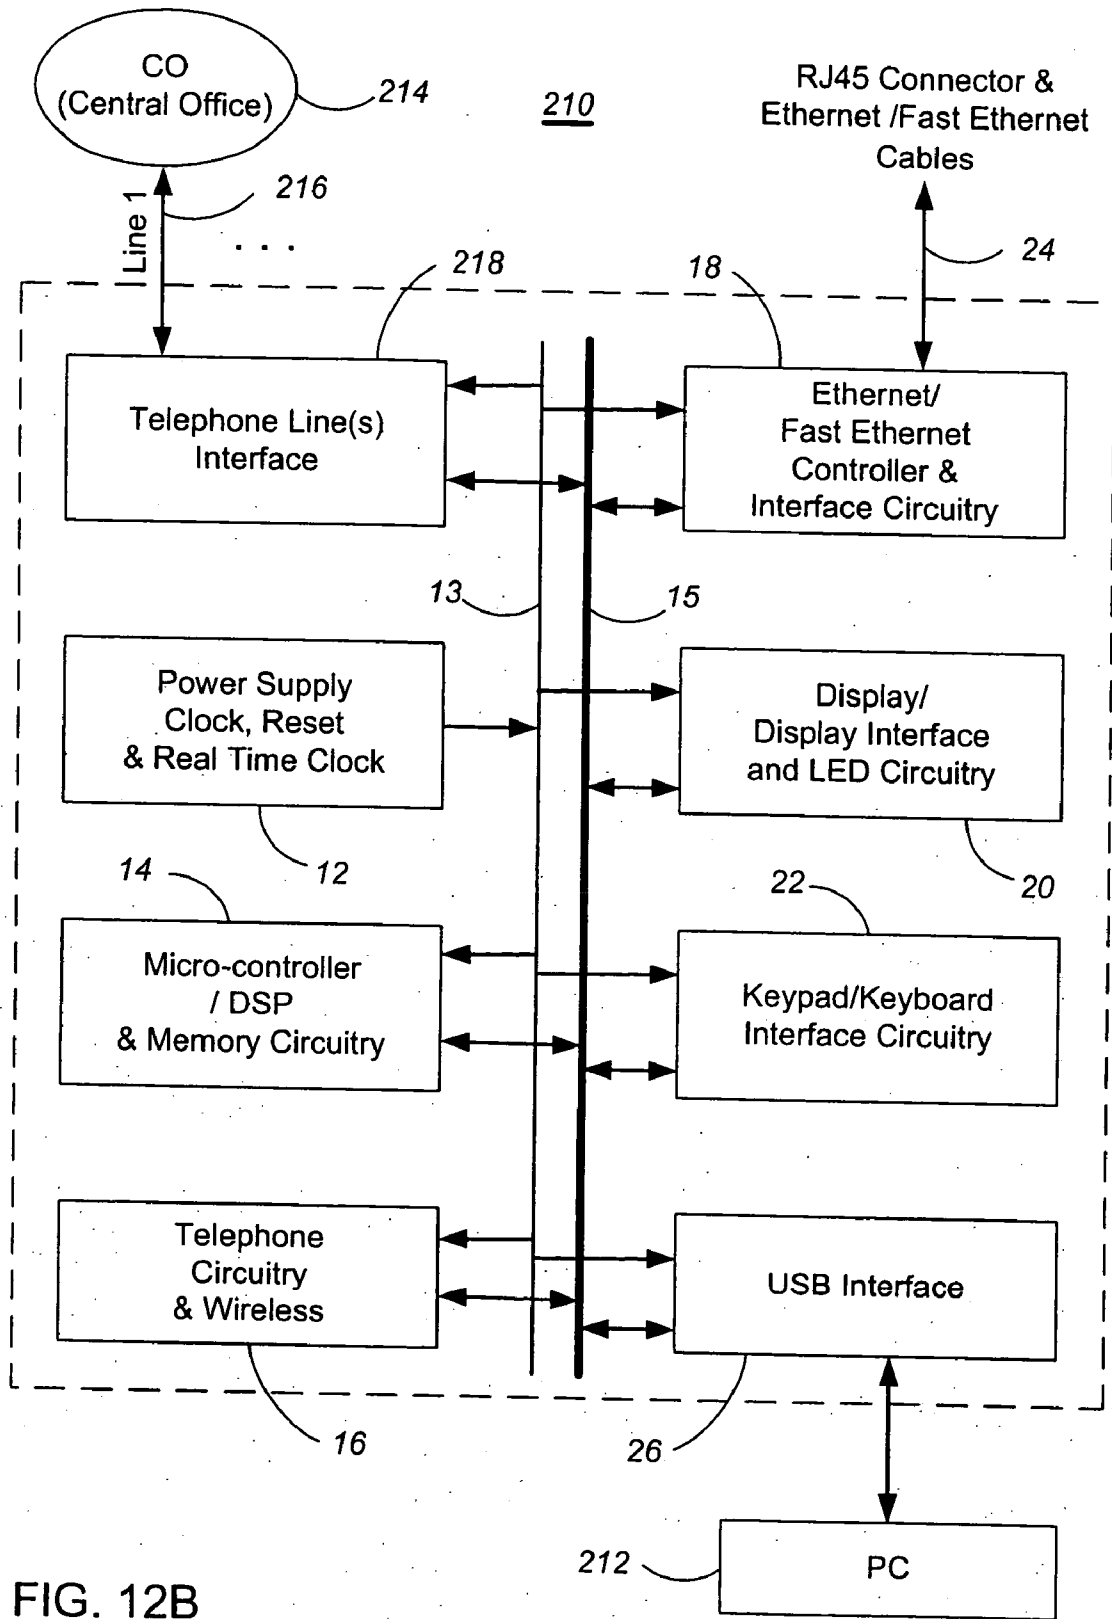 CO
(Central Office)
214
210
RJ45 Connector &
Ethernet /Fast Ethernet
Cables
Line 1
216
. . .
24
218
18
Telephone Line(s)
Interface
Ethernet/
Fast Ethernet
Controller &
Interface Circuitry
13
15
Power Supply
Clock, Reset
& Real Time Clock
Display/
Display Interface
and LED Circuitry
12
20
14
22
Micro-controller
/ DSP
& Memory Circuitry
Keypad/Keyboard
Interface Circuitry
Telephone
Circuitry
& Wireless
USB Interface
16
26
212
PC
FIG. 12B